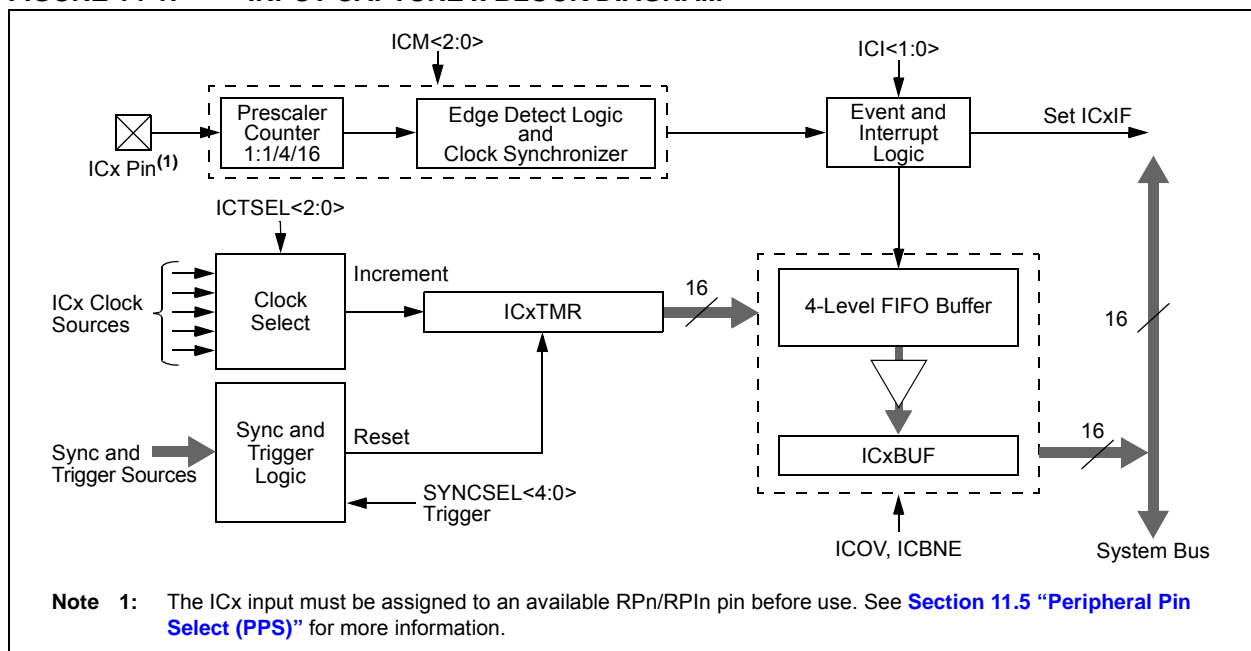 ICM<2:0>
ICI<1:0>
Prescaler
Counter
1:1/4/16
Edge Detect Logic
and
Clock Synchronizer
Event and
Interrupt
Logic
Set ICxIF
ICx Pin(1)
ICTSEL<2:0>
ICx Clock
Sources
Clock
Select
Increment
ICxTMR
16
4-Level FIFO Buffer
16
Sync and
Trigger Sources
Sync and
Trigger
Logic
Reset
SYNCSEL<4:0>
Trigger
ICxBUF
16
ICOV, ICBNE
System Bus
Note 1: The ICx input must be assigned to an available RPn/RPIn pin before use. See Section 11.5 “Peripheral Pin
Select (PPS)” for more information.